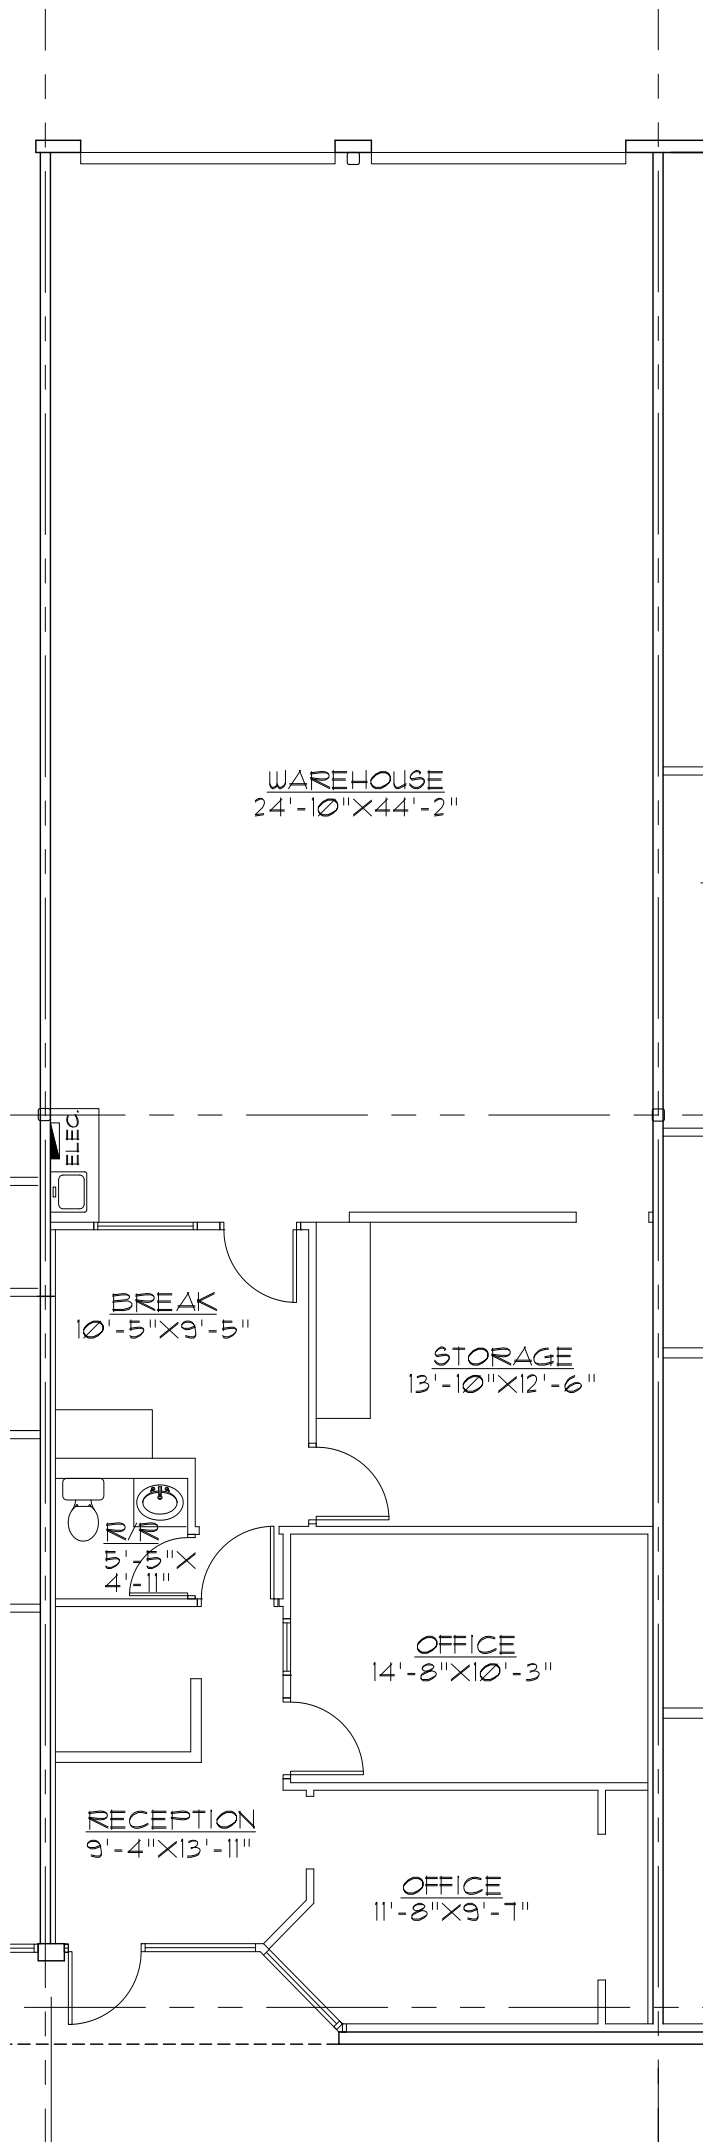 WAREHOUSE
24'-10"X44'-2"
ELEC.
BREAK
10'-5"X9'-5"
STORAGE
13'-10"X12'-6"
R/R
5'-5"X
4'-11"
OFFICE
14'-8"X10'-3"
RECEPTION
9'-4"X13'-11"
OFFICE
11'-8"X9'-7"